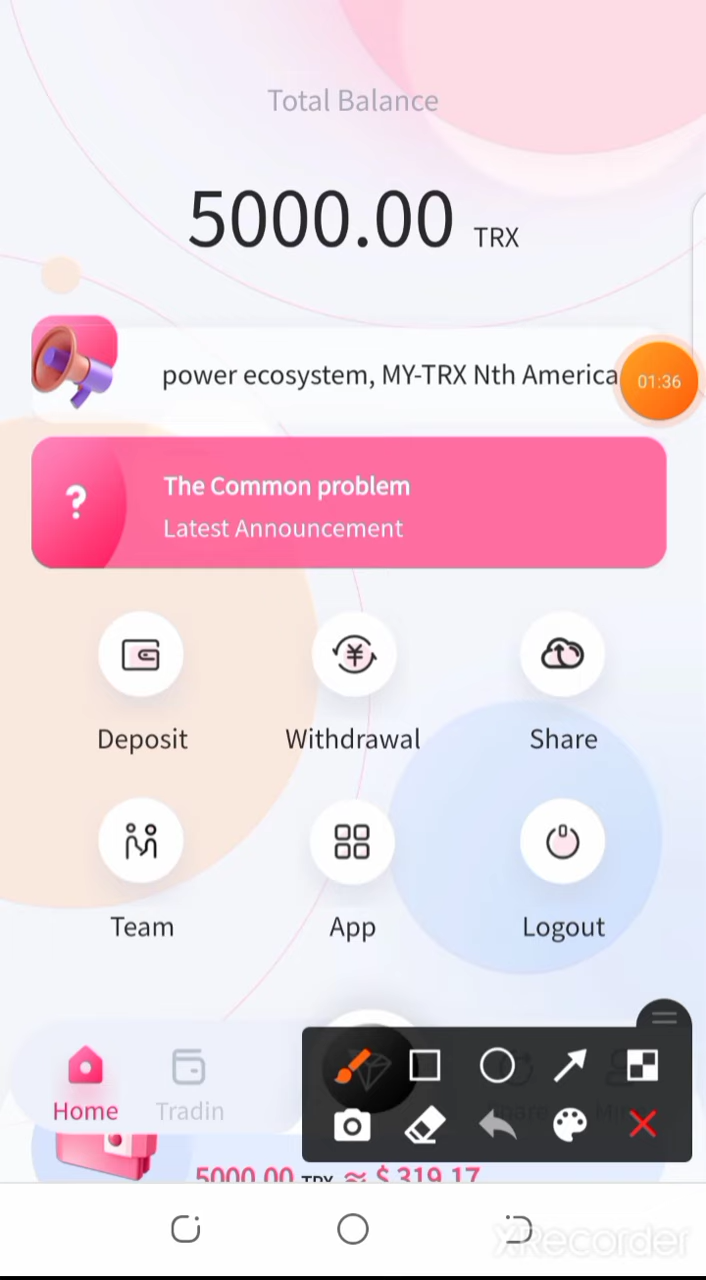 Total Balance
5000.00 TRX
power ecosystem, MY-TRX Nth America
01:36
?
The Common problem
Latest Announcement
Deposit
Withdrawal
Share
Team
App
Logout
Home
Tradin
5000.00 TRX ≈ $ 319.17
XRecorder